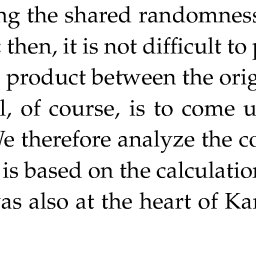 ng the shared randomness
then, it is not difficult to p
product between the orig
l, of course, is to come u
We therefore analyze the co
is based on the calculation
was also at the heart of Kar